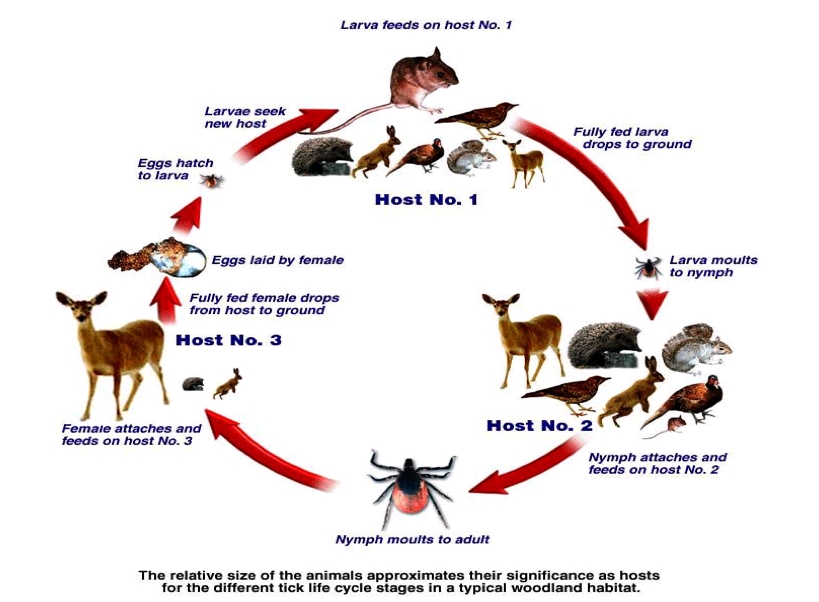 Larva feeds on host No. 1
Larvae seek
new host
Fully fed larva
drops to ground
Eggs hatch
to larva
Host No. 1
Eggs laid by female
Larva moults
to nymph
Fully fed female drops
from host to ground
Host No. 3
Host No. 2
Female attaches and
feeds on host No. 3
Nymph attaches and
feeds on host No. 2
Nymph moults to adult
The relative size of the animals approximates their significance as hosts
for the different tick life cycle stages in a typical woodland habitat.